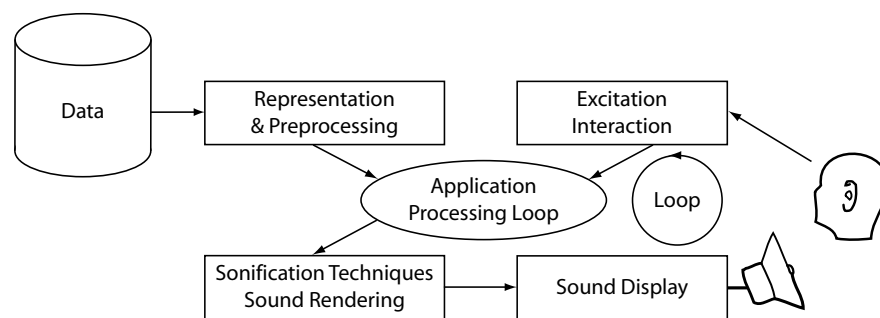 Data
Representation
& Preprocessing
Excitation
Interaction
Application
Processing Loop
Loop
Sonification Techniques
Sound Rendering
Sound Display